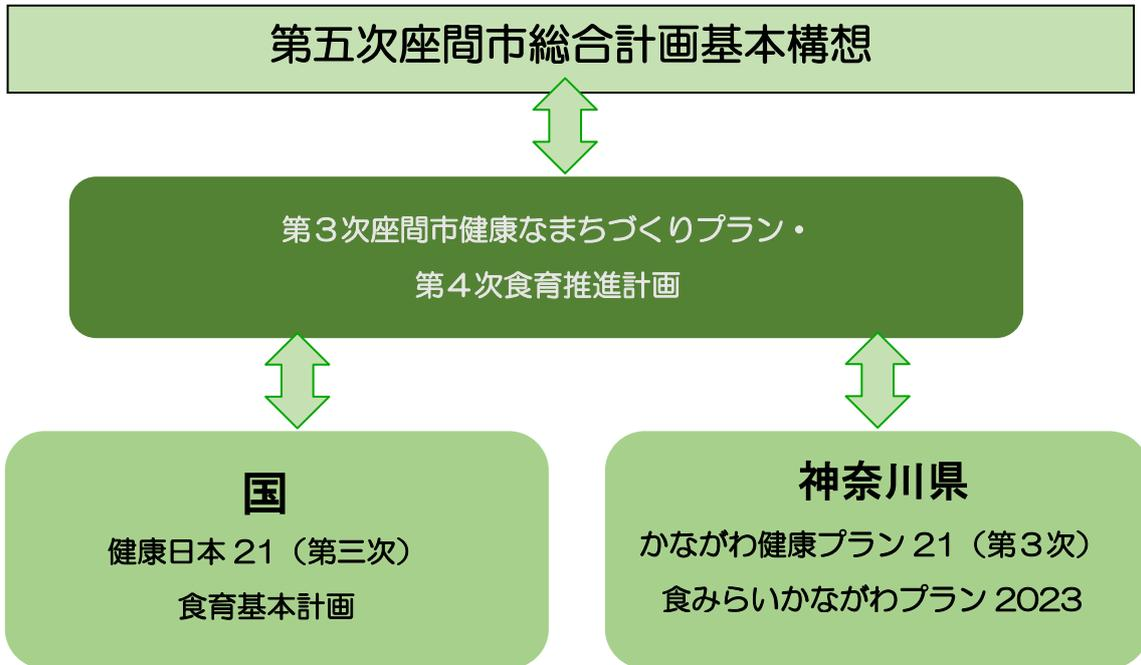 第五次座間市総合計画基本構想
第３次座間市健康なまちづくりプラン・
第４次食育推進計画
国
健康日本 21（第三次）
食育基本計画
神奈川県
かながわ健康プラン 21（第３次）
食みらいかながわプラン 2023